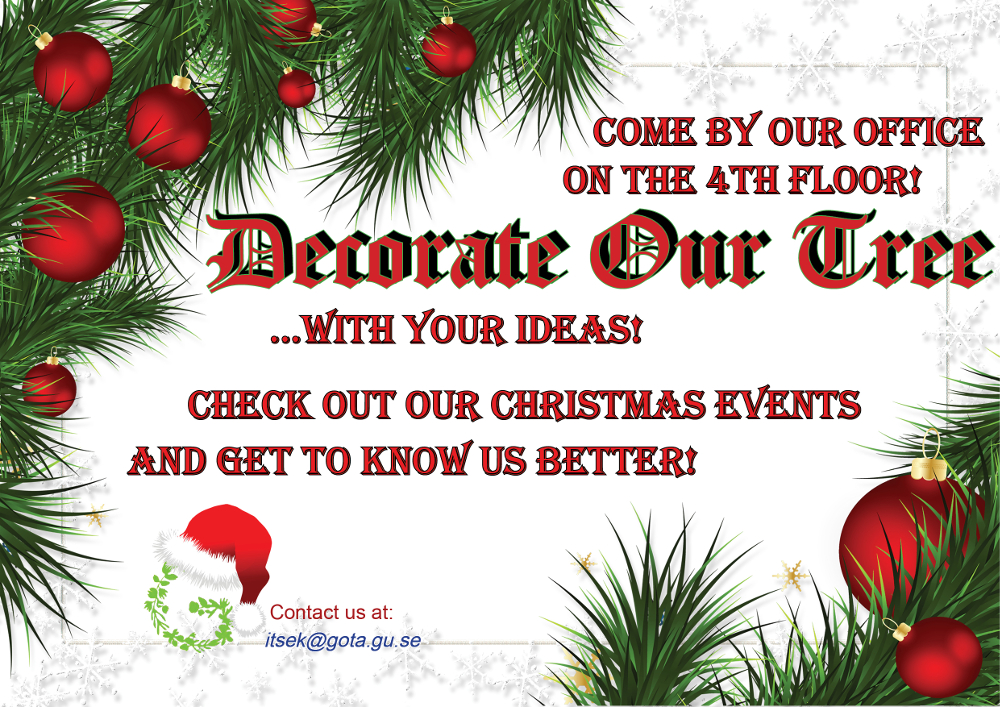 COME BY OUR OFFICE
ON THE 4TH FLOOR!
Decorate Our Tree
...WITH YOUR IDEAS!
CHECK OUT OUR CHRISTMAS EVENTS
AND GET TO KNOW US BETTER!
Contact us at:
itsek@gota.gu.se